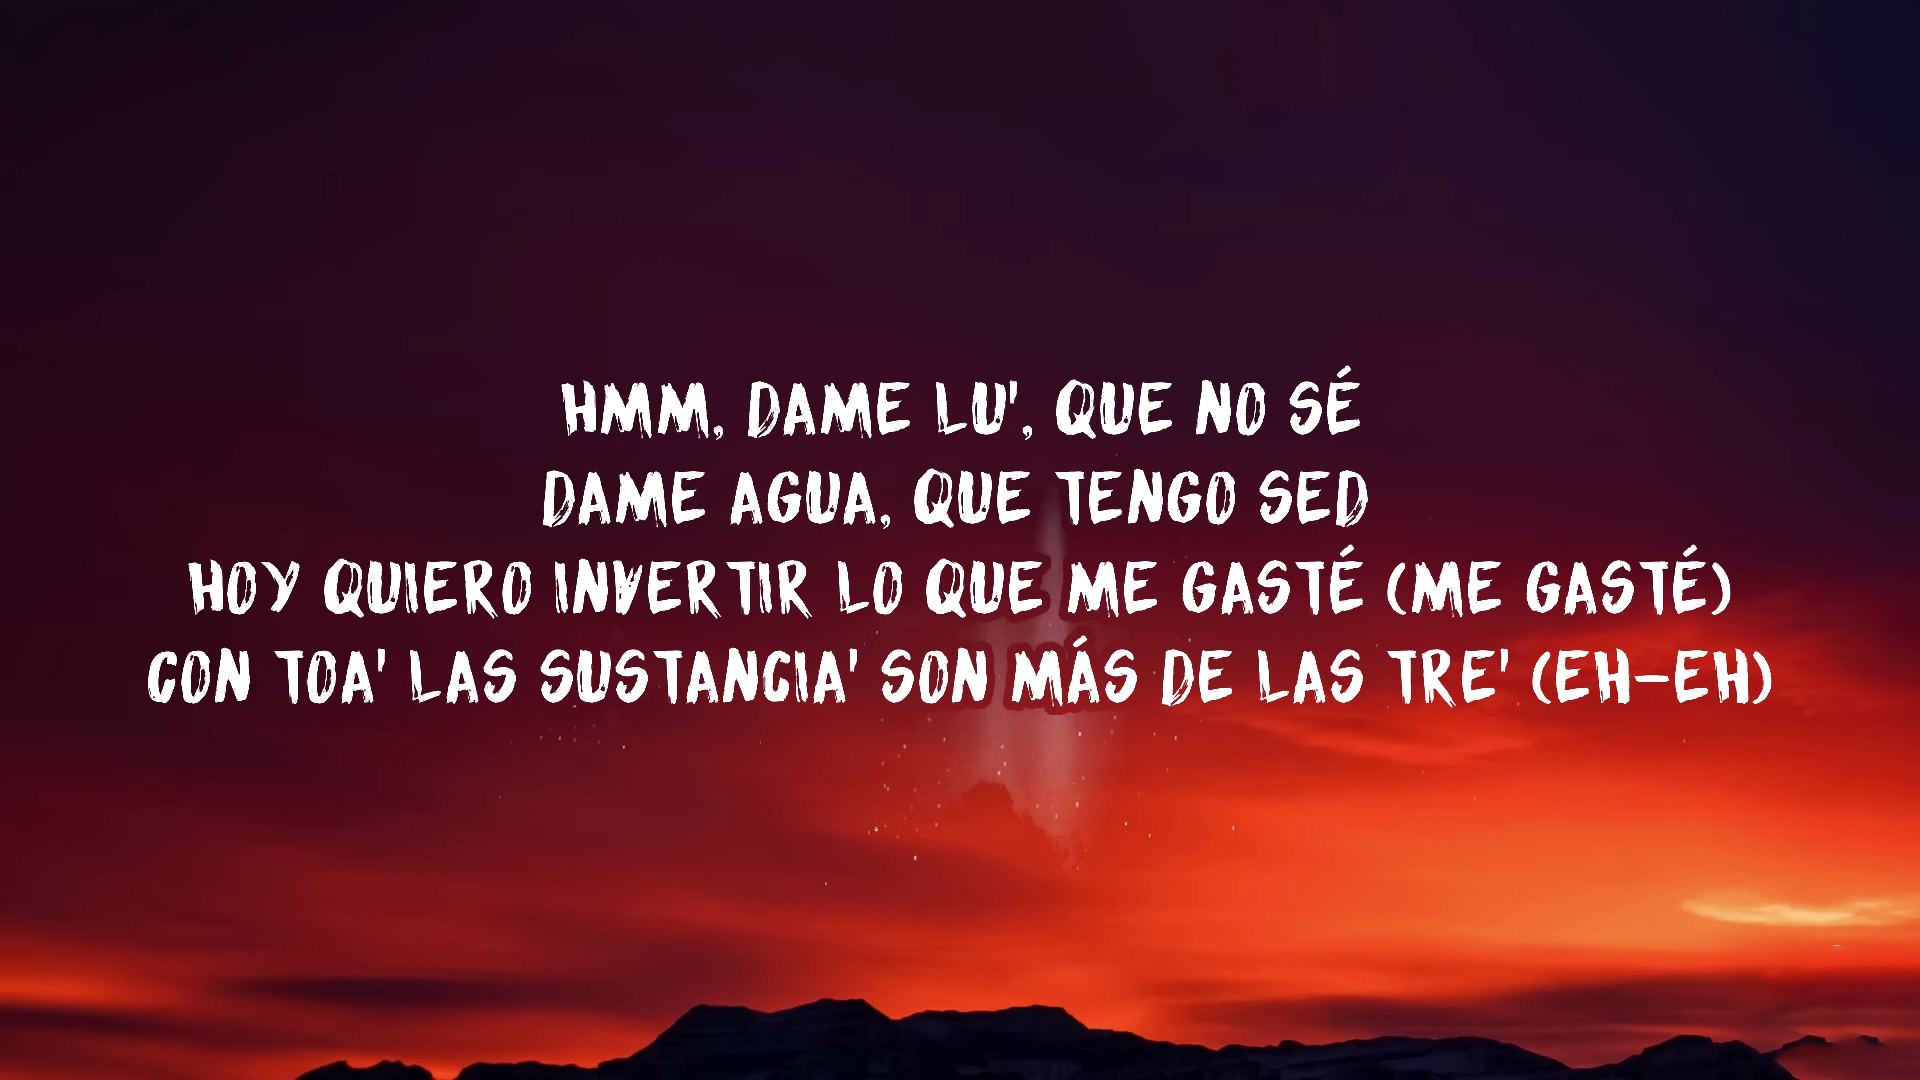 HMM, DAME LU', QUE NO SÉ
DAME AGUA, QUE TENGO SED
HOY QUIERO INVERTIR LO QUE ME GASTÉ (ME GASTÉ)
CON TOA' LAS SUSTANCIA' SON MÁS DE LAS TRE' (EH-EH)